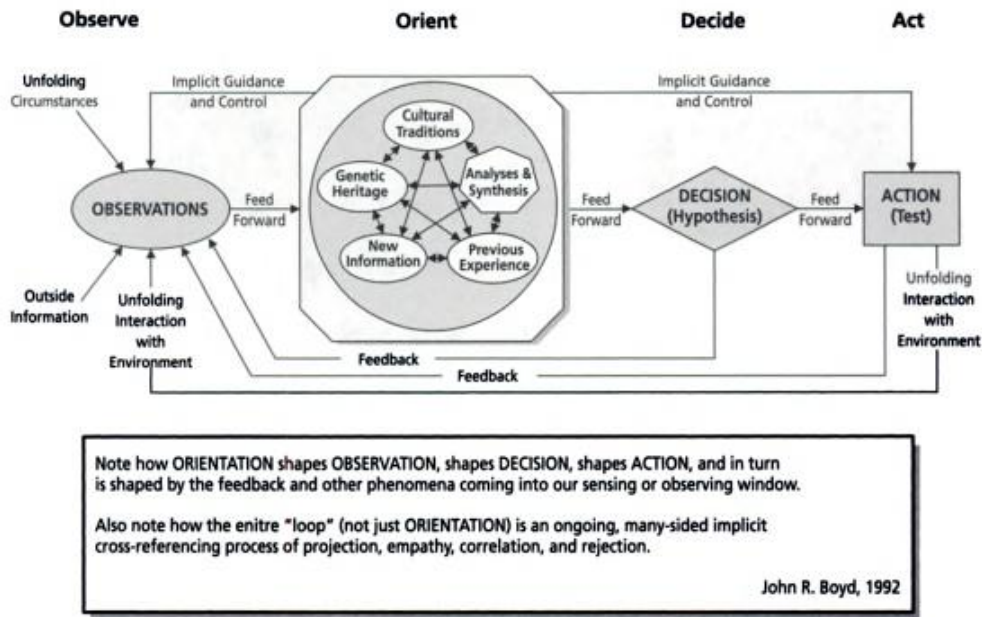 Observe
Orient
Decide
Act
Unfolding
Circumstances
Implicit Guidance
and Control
Implicit Guidance
and Control
Cultural
Traditions
Genetic
Heritage
Analyses &
Synthesis
New
Information
Previous
Experience
OBSERVATIONS
Feed
Forward
Feed
Forward
DECISION
(Hypothesis)
Feed
Forward
ACTION
(Test)
Outside
Information
Unfolding
Interaction
with
Environment
Unfolding
Interaction
with
Environment
Feedback
Feedback
Note how ORIENTATION shapes OBSERVATION, shapes DECISION, shapes ACTION, and in turn
is shaped by the feedback and other phenomena coming into our sensing or observing window.
Also note how the enitre "loop" (not just ORIENTATION) is an ongoing, many-sided implicit
cross-referencing process of projection, empathy, correlation, and rejection.
John R. Boyd, 1992